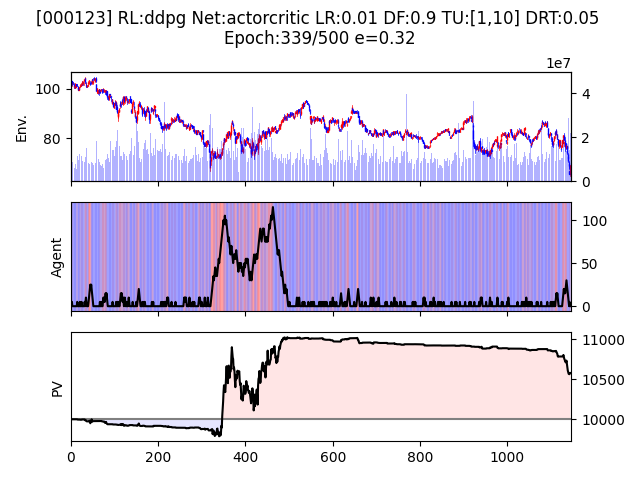 [000123] RL:ddpg Net:actorcritic LR:0.01 DF:0.9 TU:[1,10] DRT:0.05
Epoch:339/500 e=0.32
1e7
100
80
Env.
4
2
0
Agent
100
50
0
PV
11000
10500
10000
0
200
400
600
800
1000